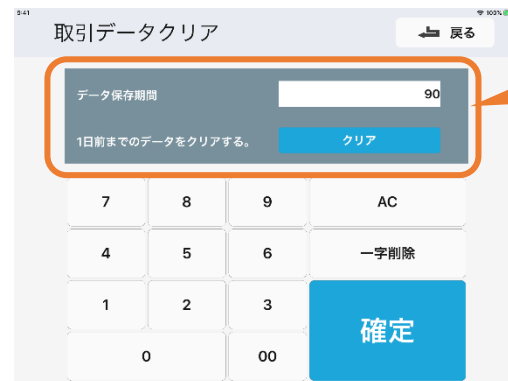 9:41
100%
取引データクリア
戻る
データ保存期間
90
1日前までのデータをクリアする。
クリア
7
8
9
AC
4
5
6
一字削除
1
2
3
確定
0
00